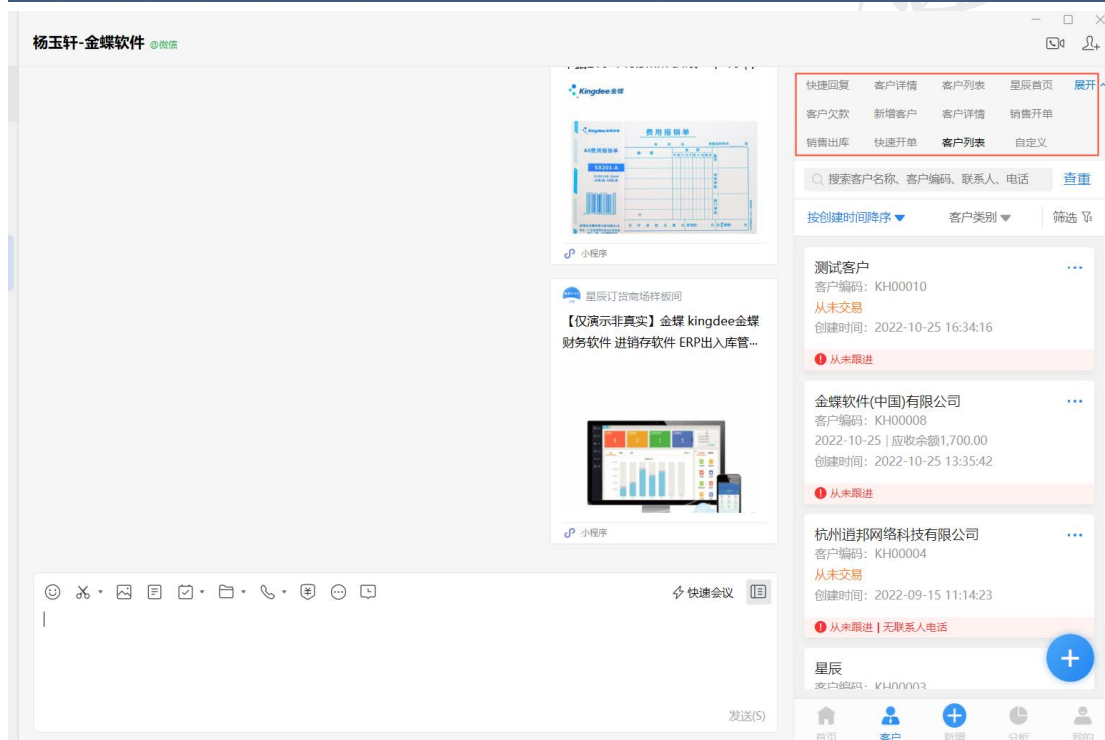 杨玉轩-金蝶软件 @微信
Kingdee金蝶
费用报销单
A5费用报销单
SX201-A
小程序
星辰订货商场样板间
【仅演示非真实】金蝶 kingdee金蝶
财务软件 进销存软件 ERP出入库管...
小程序
快速会议
发送(S)
快捷回复 客户详情 客户列表 星辰首页 展开
客户欠款 新增客户 客户详情 销售开单
销售出库 快速开单 客户列表 自定义
搜索客户名称、客户编码、联系人、电话 查重
按创建时间降序 客户类别 筛选
测试客户
客户编码：KH00010
从未交易
创建时间：2022-10-25 16:34:16
从未跟进
金蝶软件(中国)有限公司
客户编码：KH00008
2022-10-25 | 应收余额1,700.00
创建时间：2022-10-25 13:35:42
从未跟进
杭州逍邦网络科技有限公司
客户编码：KH00004
从未交易
创建时间：2022-09-15 11:14:23
从未跟进 | 无联系人电话
星辰
客户编码：KH00003
首页 客户 新增 分析 我的